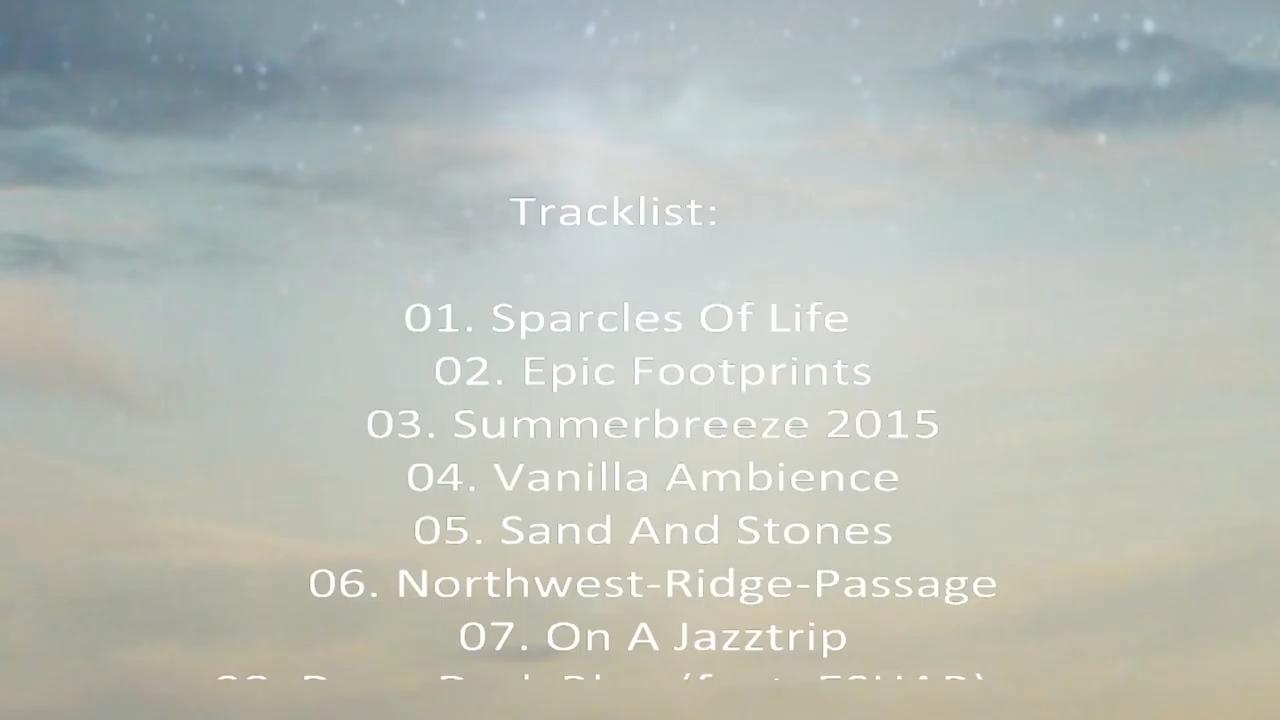 Tracklist:
01. Sparcles Of Life
02. Epic Footprints
03. Summerbreeze 2015
04. Vanilla Ambience
05. Sand And Stones
06. Northwest-Ridge-Passage
07. On A Jazztrip